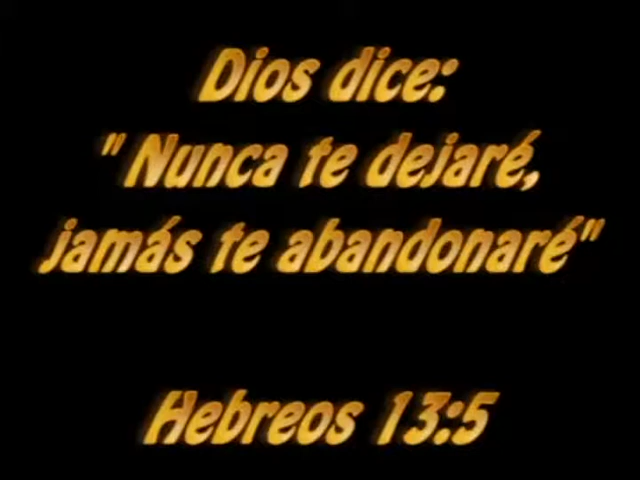 Dios dice:
" Nunca te dejaré,
jamás te abandonaré"
Hebreos 13:5